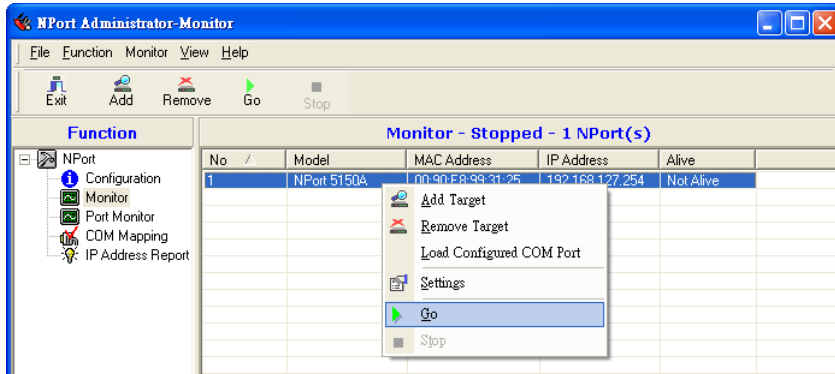 NPort Administrator-Monitor
File Function Monitor View Help
Exit Add Remove Go Stop
Function
Monitor - Stopped - 1 NPort(s)
NPort
Configuration
Monitor
Port Monitor
COM Mapping
IP Address Report
No Model MAC Address IP Address Alive
1 NPort 5150A 00:90:E8:99:31:25 192.168.127.254 Not Alive
Add Target
Remove Target
Load Configured COM Port
Settings
Go
Stop